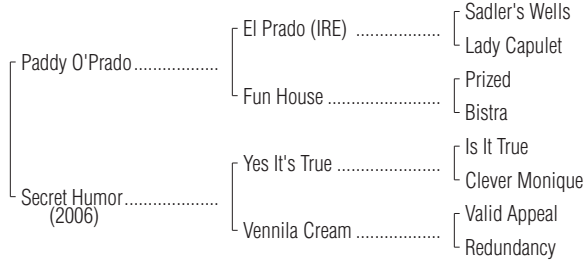 Sadler's Wells
El Prado (IRE) ....................
Lady Capulet
Paddy O'Prado..................
Prized
Fun House ........................
Bistra
Is It True
Yes It's True ......................
Clever Monique
Secret Humor....................
(2006)
Valid Appeal
Vennila Cream ..................
Redundancy